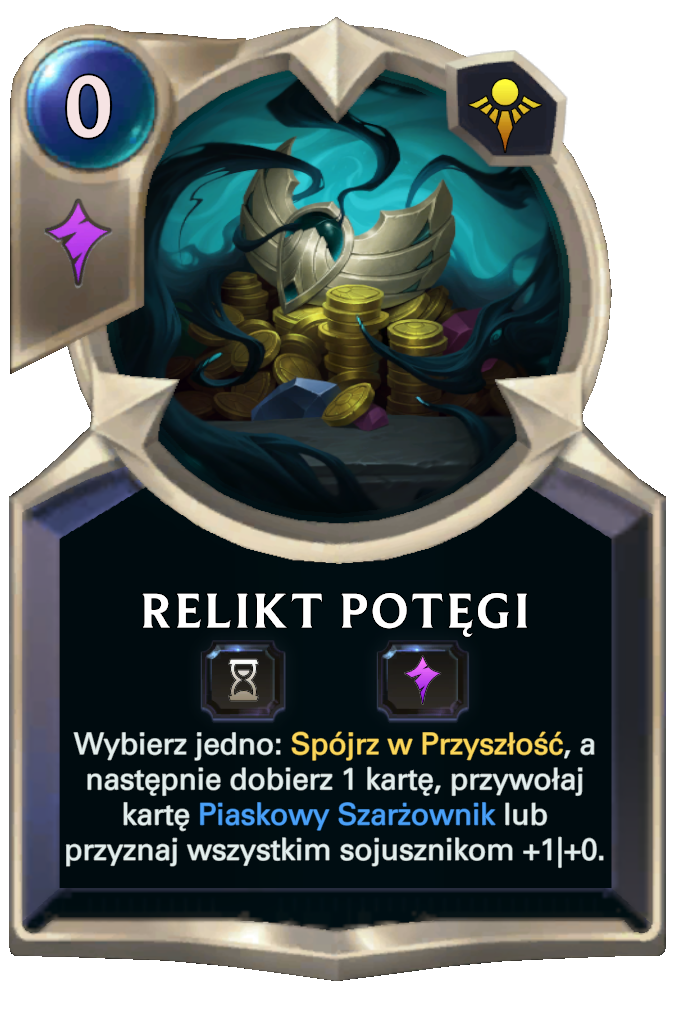 0
RELIKT POTĘGI
Wybierz jedno: Spójrz w Przyszłość, a
następnie dobierz 1 kartę, przywołaj
kartę Piaskowy Szarżownik lub
przyznaj wszystkim sojusznikom +1|+0.